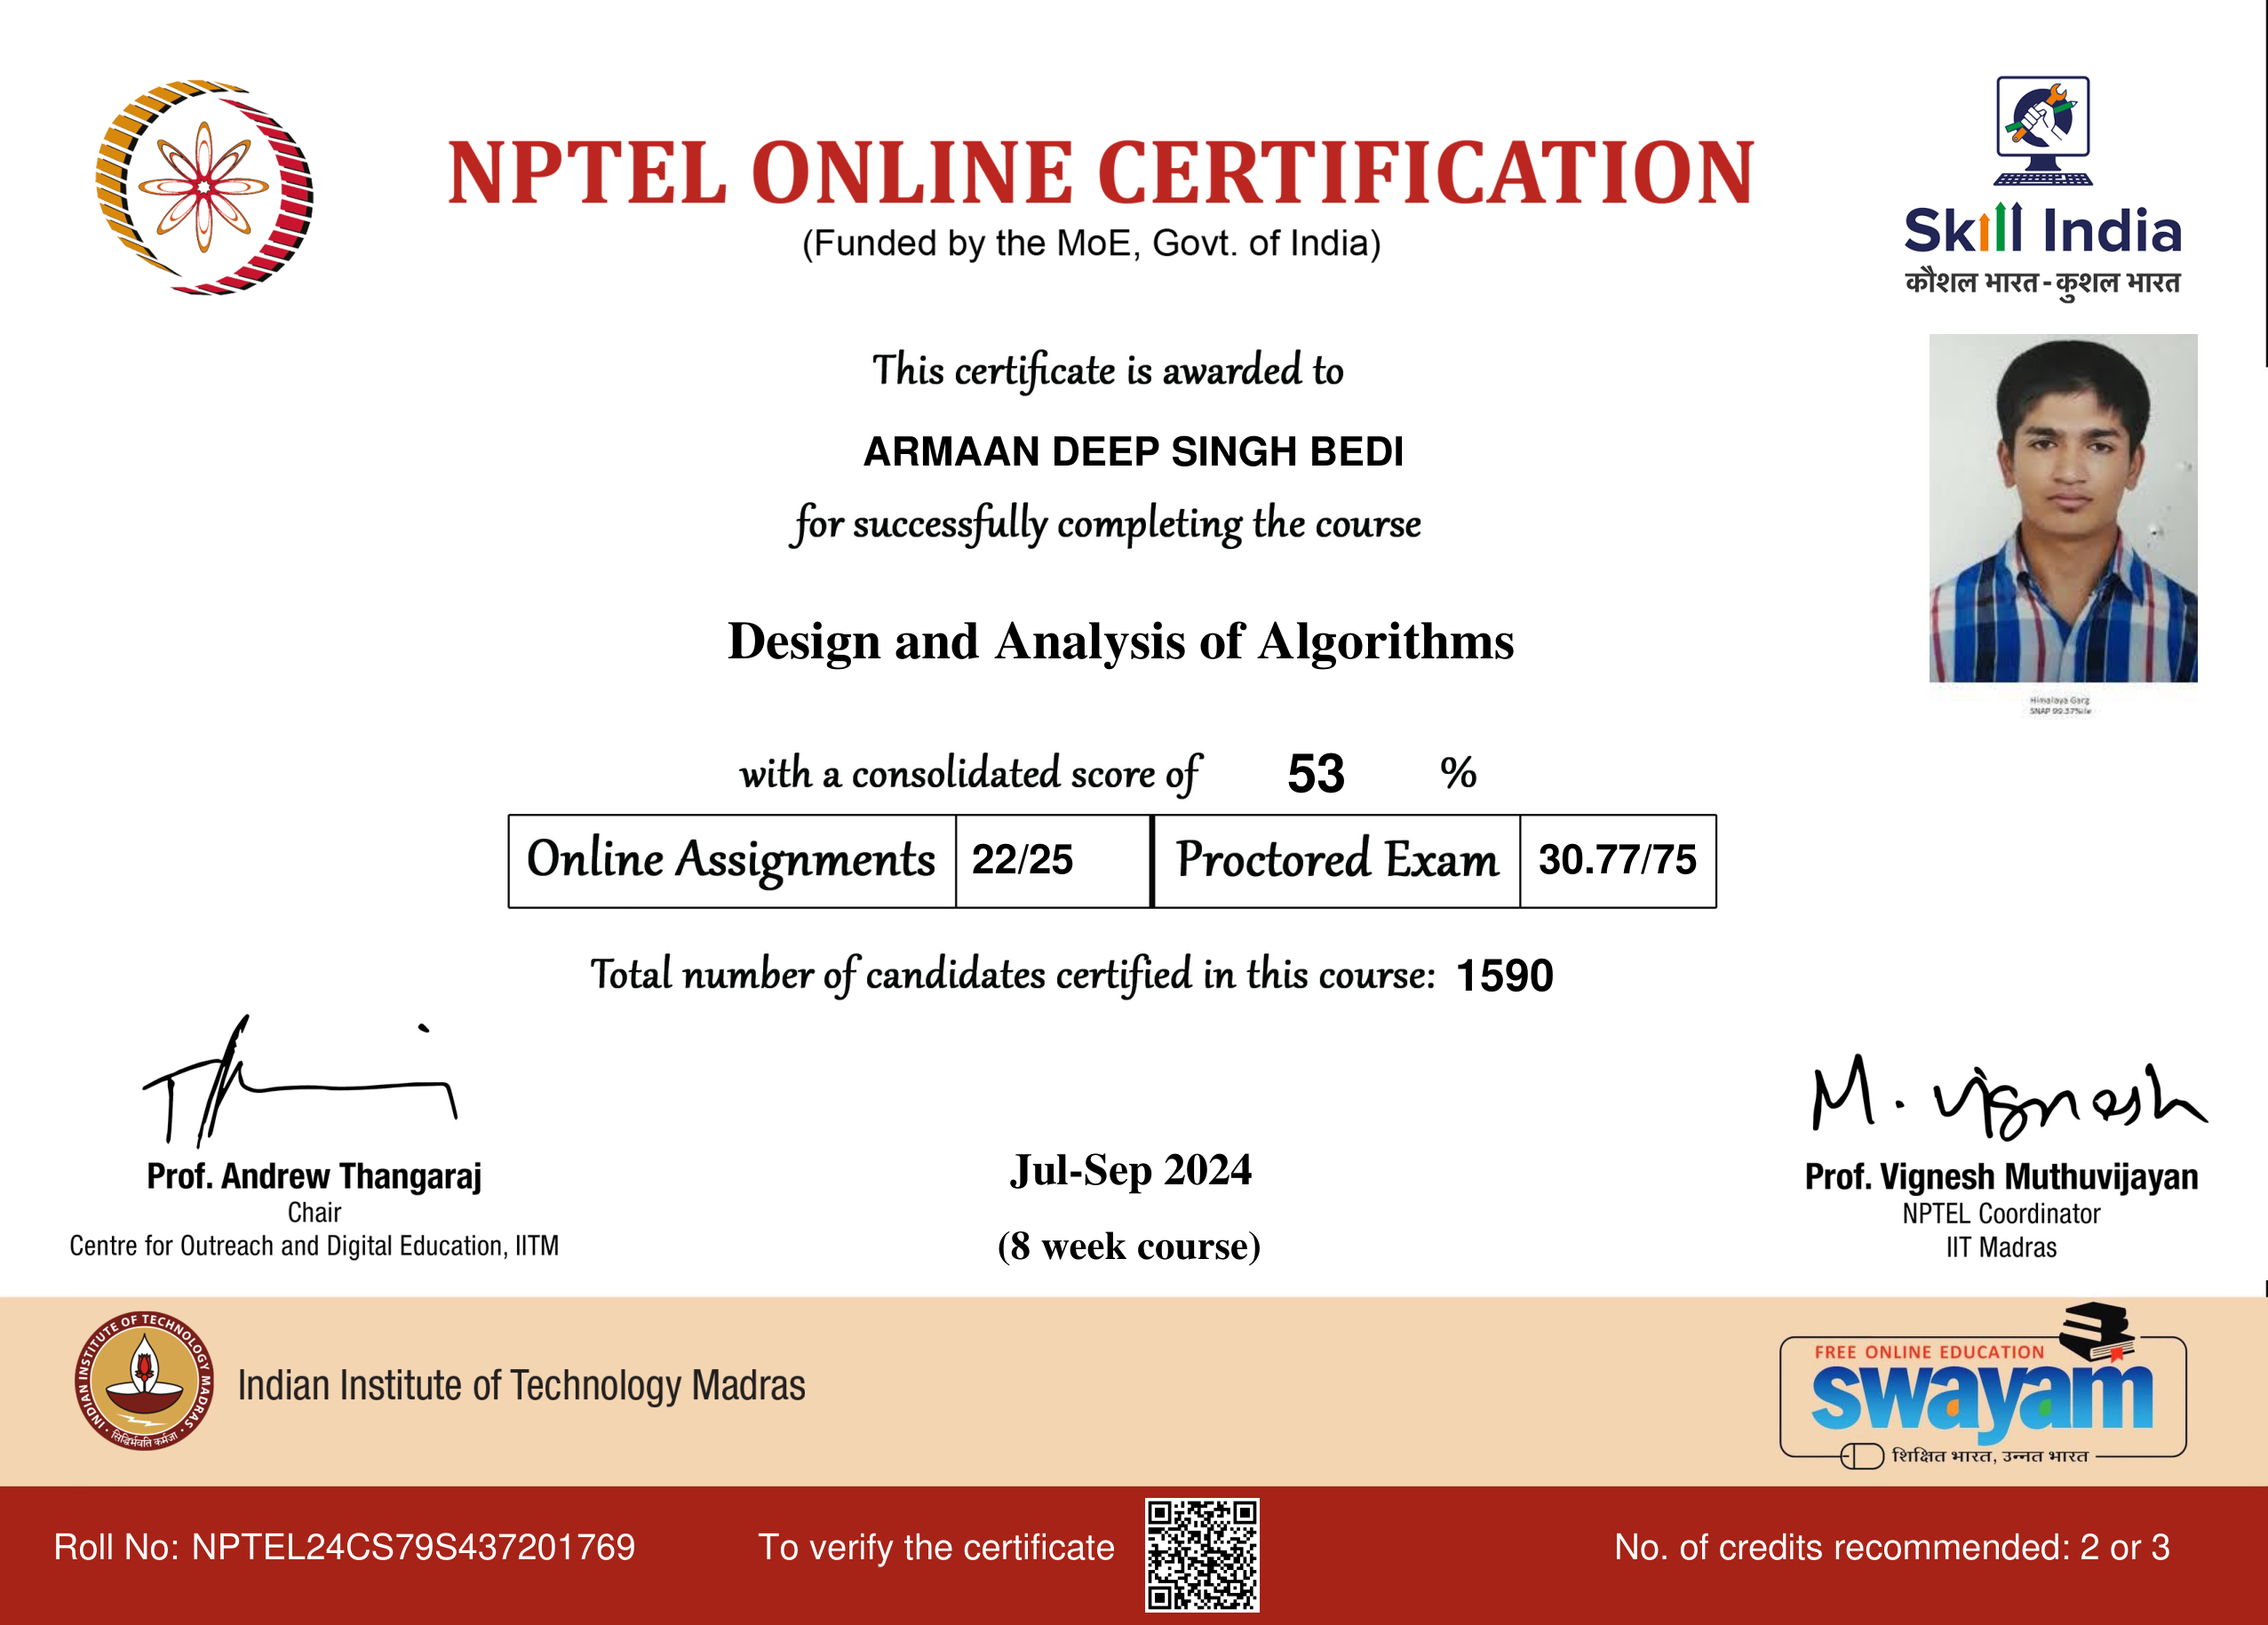 NPTEL ONLINE CERTIFICATION
(Funded by the MoE, Govt. of India)
Skill India
कौशल भारत - कुशल भारत
This certificate is awarded to
ARMAAN DEEP SINGH BEDI
for successfully completing the course
Design and Analysis of Algorithms
Himalaya Garg
SNAP 99.37%ile
with a consolidated score of 53 %
Online Assignments 22/25 Proctored Exam 30.77/75
Total number of candidates certified in this course: 1590
M. Vignesh
Prof. Andrew Thangaraj
Chair
Centre for Outreach and Digital Education, IITM
Jul-Sep 2024
(8 week course)
Prof. Vignesh Muthuvijayan
NPTEL Coordinator
IIT Madras
INDIAN INSTITUTE OF TECHNOLOGY MADRAS
सिद्धिर्भवति कर्मजा
Indian Institute of Technology Madras
FREE ONLINE EDUCATION
swayam
शिक्षित भारत, उन्नत भारत
Roll No: NPTEL24CS79S437201769
To verify the certificate
No. of credits recommended: 2 or 3